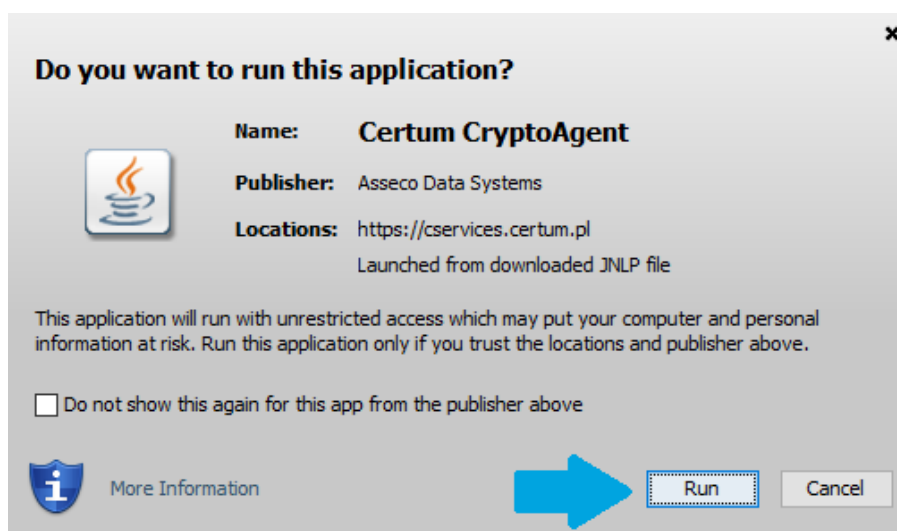 Do you want to run this application?
Name: Certum CryptoAgent
Publisher: Asseco Data Systems
Locations: https://cservices.certum.pl
Launched from downloaded JNLP file
This application will run with unrestricted access which may put your computer and personal
information at risk. Run this application only if you trust the locations and publisher above.
Do not show this again for this app from the publisher above
More Information
Run Cancel